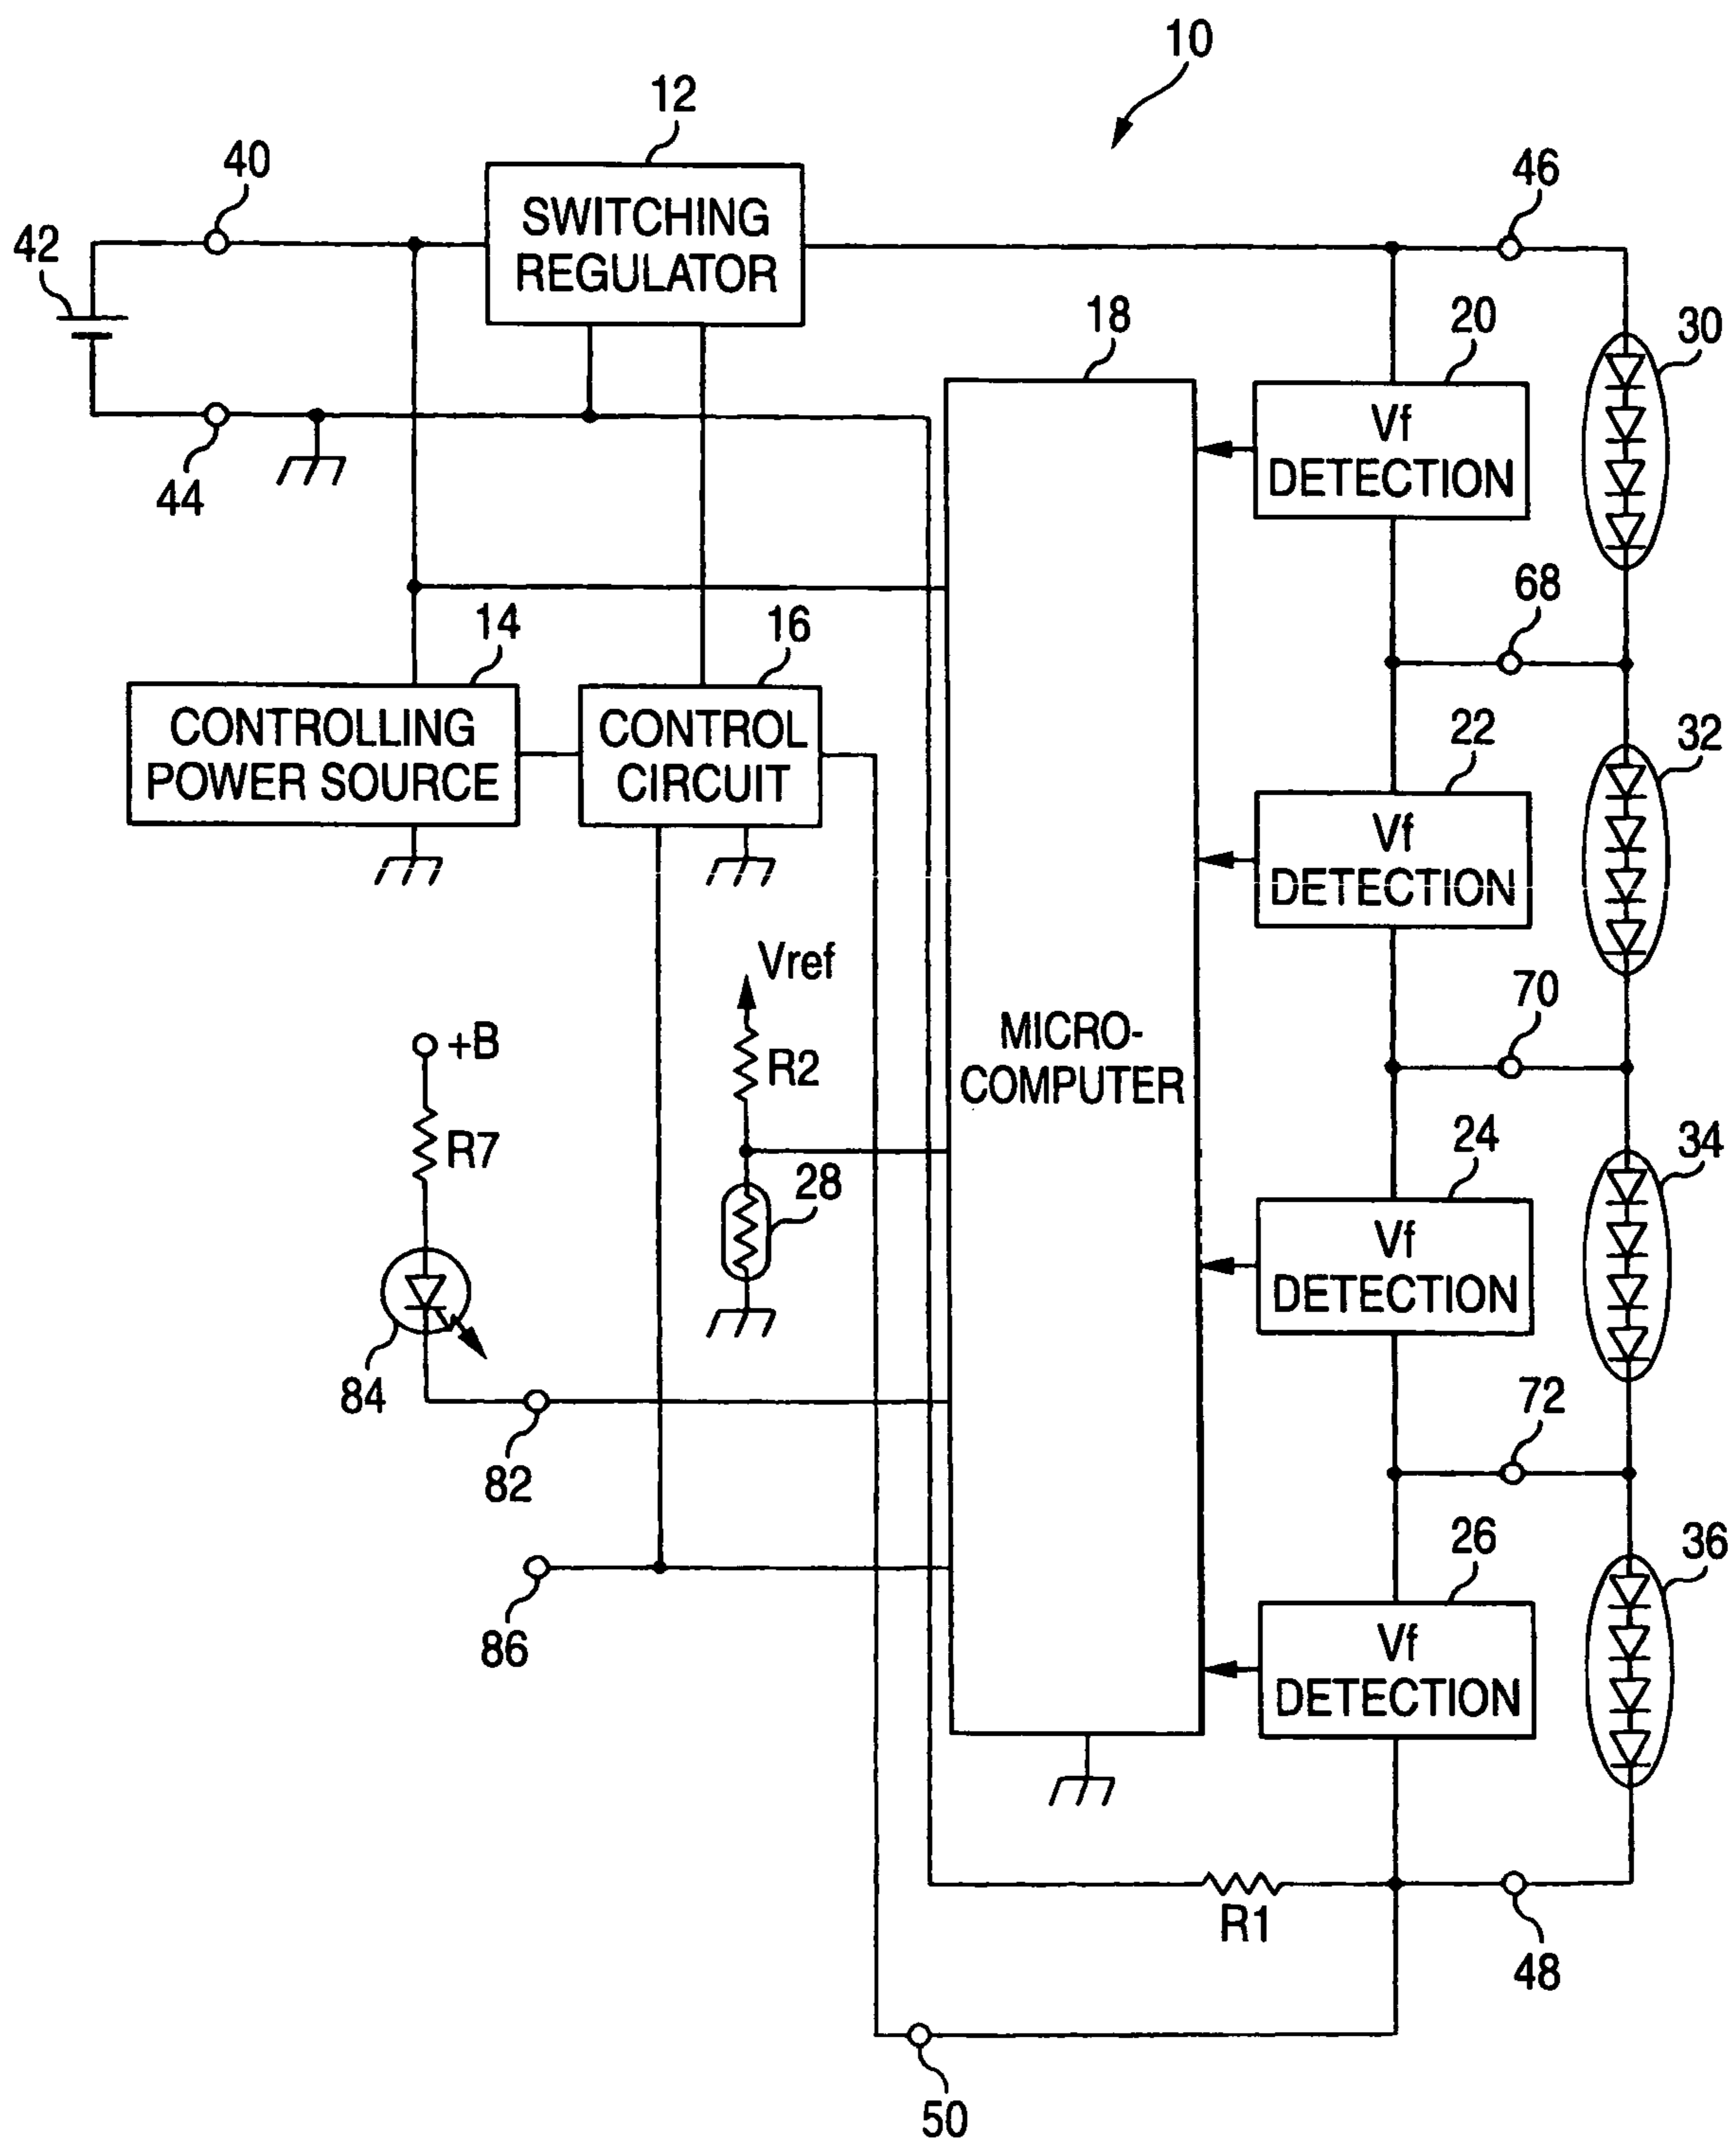 10
12
40
46
SWITCHING
REGULATOR
42
18
20
30
Vf
DETECTION
44
68
14
16
CONTROLLING
POWER SOURCE
CONTROL
CIRCUIT
22
32
Vf
DETECTION
Vref
70
+B
R2
MICRO-
COMPUTER
R7
28
24
34
Vf
DETECTION
84
72
82
26
36
86
Vf
DETECTION
R1
48
50